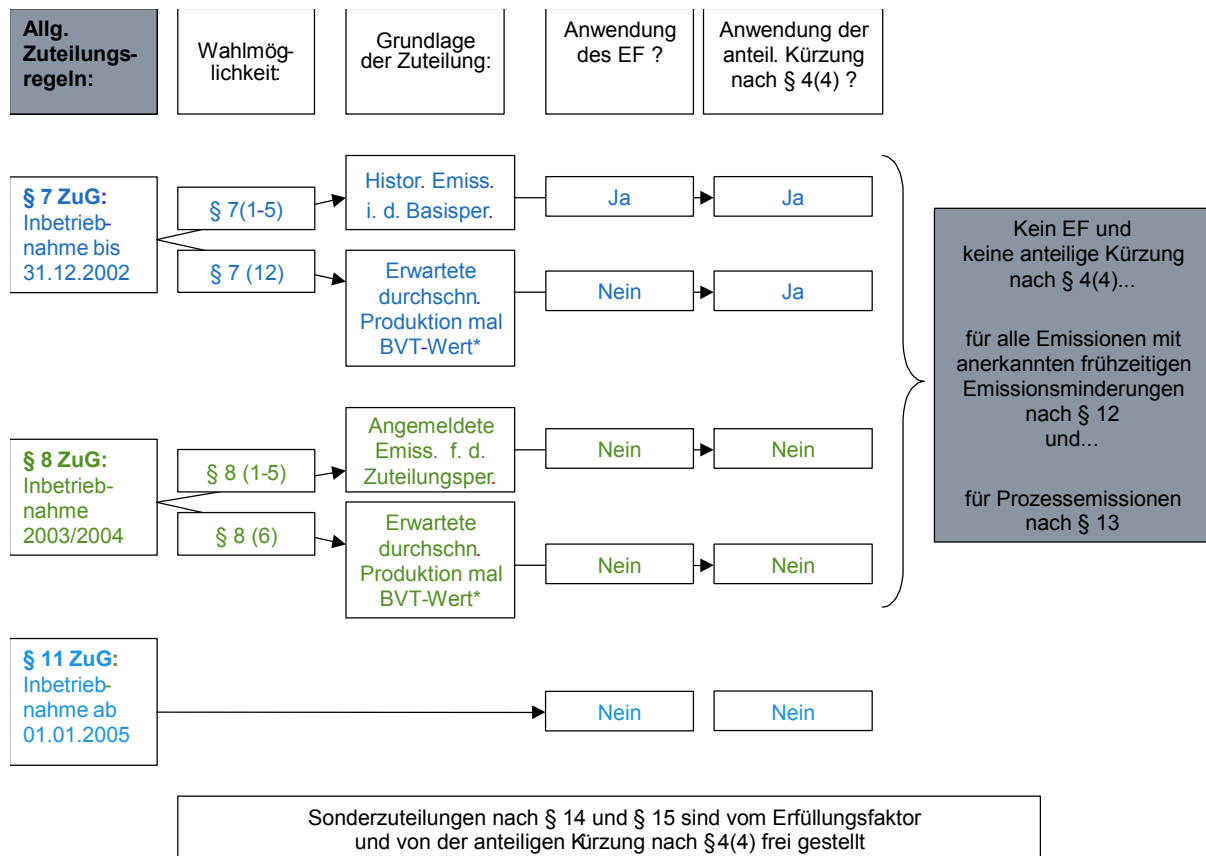 Allg.
Zuteilungs-
regeln:
Wahlmög-
lichkeit:
Grundlage
der Zuteilung:
Anwendung
des EF ?
Anwendung der
anteil. Kürzung
nach § 4(4) ?
§ 7 ZuG:
Inbetrieb-
nahme bis
31.12.2002
§ 7(1-5)
Histor. Emiss.
i. d. Basisper.
Ja
Ja
§ 7 (12)
Erwartete
durchschn.
Produktion mal
BVT-Wert*
Nein
Ja
§ 8 ZuG:
Inbetrieb-
nahme
2003/2004
§ 8 (1-5)
Angemeldete
Emiss. f. d.
Zuteilungsper.
Nein
Nein
§ 8 (6)
Erwartete
durchschn.
Produktion mal
BVT-Wert*
Nein
Nein
Kein EF und
keine anteilige Kürzung
nach § 4(4)...
für alle Emissionen mit
anerkannten frühzeitigen
Emissionsminderungen
nach § 12
und...
für Prozessemissionen
nach § 13
§ 11 ZuG:
Inbetrieb-
nahme ab
01.01.2005
Nein
Nein
Sonderzuteilungen nach § 14 und § 15 sind vom Erfüllungsfaktor
und von der anteiligen Kürzung nach §4(4) frei gestellt